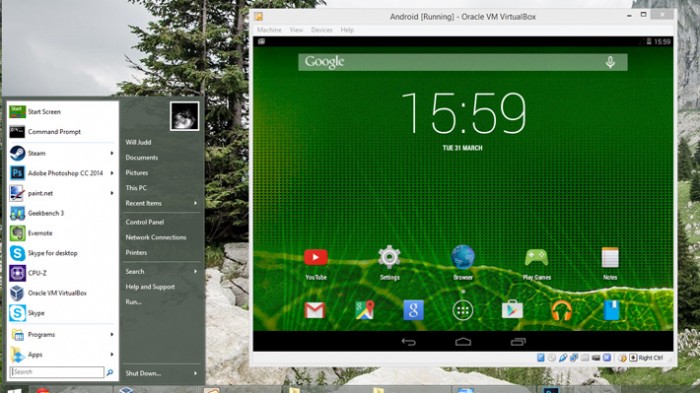 Android [Running] - Oracle VM VirtualBox
Machine View Devices Help
15:59
Google
15:59
TUE 31 MARCH
YouTube
Settings
Browser
Play Games
Notes
Right Ctrl
Start Screen
Command Prompt
Steam
Adobe Photoshop CC 2014
paint.net
Geekbench 3
Evernote
Skype for desktop
CPU-Z
Oracle VM VirtualBox
Skype
Programs
Apps
Search
Will Judd
Documents
Pictures
This PC
Recent Items
Control Panel
Network Connections
Printers
Search
Help and Support
Run...
Shut Down...